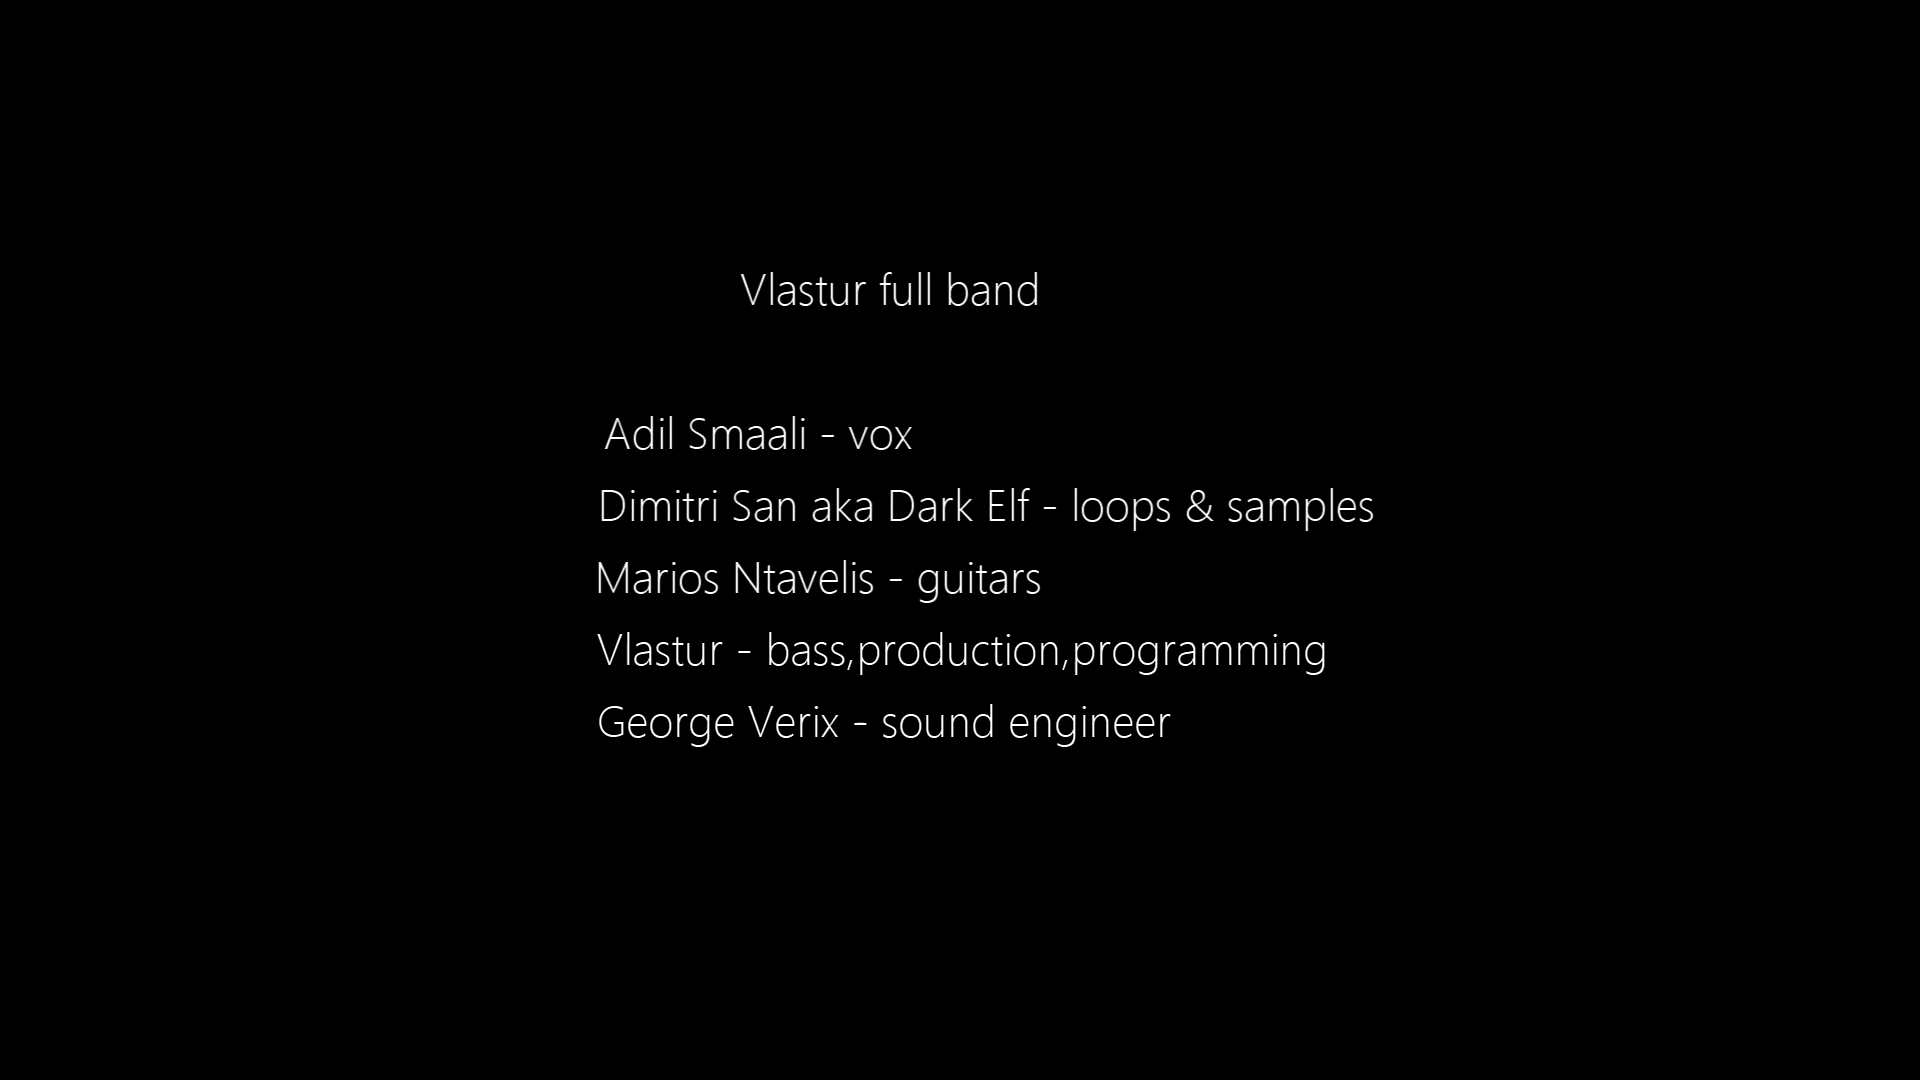 Vlastur full band
Adil Smaali - vox
Dimitri San aka Dark Elf - loops & samples
Marios Ntavelis - guitars
Vlastur - bass,production,programming
George Verix - sound engineer